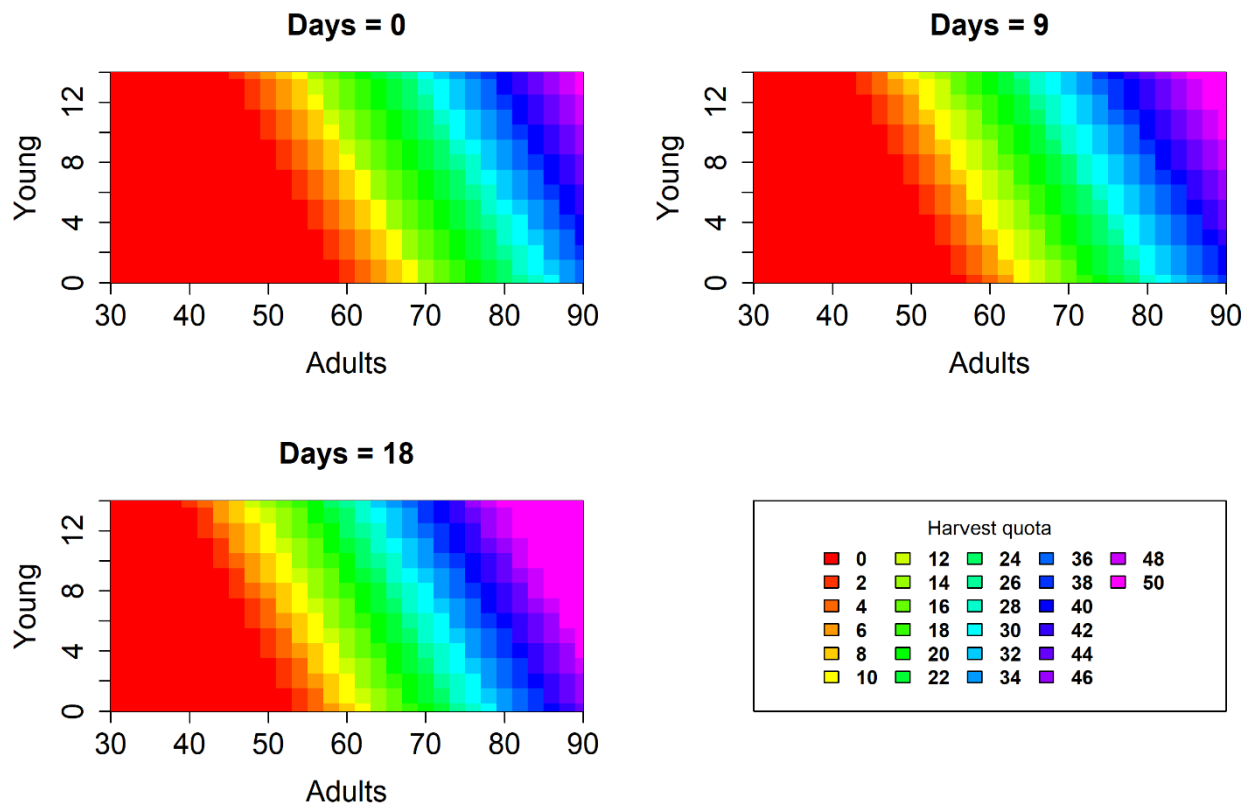 Days = 0
Young
0 4 8 12
30 40 50 60 70 80 90
Adults
Days = 9
Young
0 4 8 12
30 40 50 60 70 80 90
Adults
Days = 18
Young
0 4 8 12
30 40 50 60 70 80 90
Adults
Harvest quota
0 12 24 36 48
2 14 26 38 50
4 16 28 40
6 18 30 42
8 20 32 44
10 22 34 46